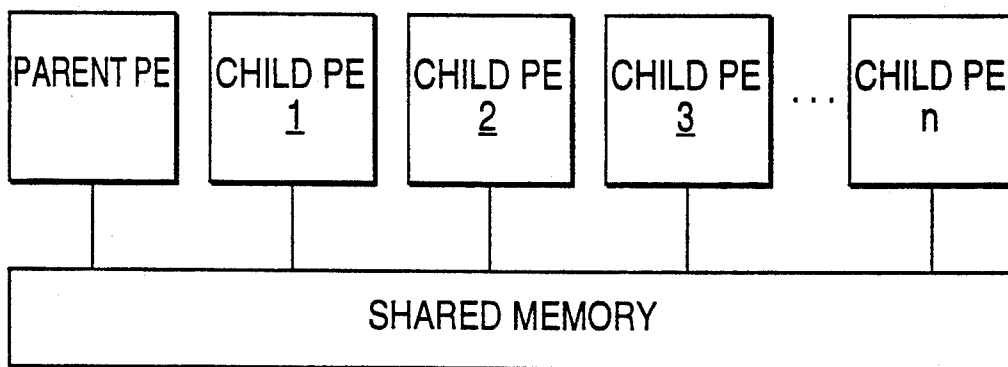 PARENT PE
CHILD PE
1
CHILD PE
2
CHILD PE
3
...
CHILD PE
n
SHARED MEMORY